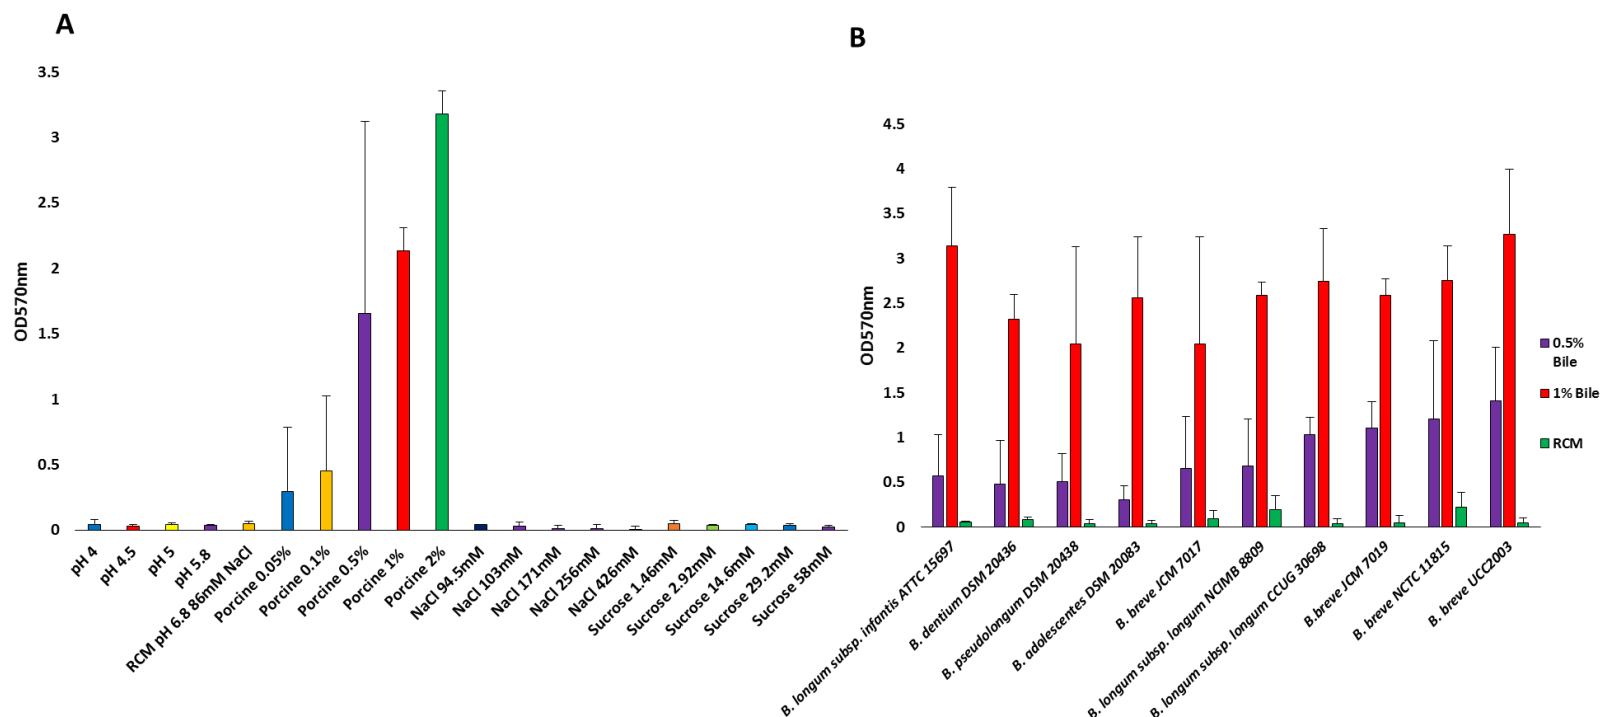 A
3.5
3
2.5
2
1.5
1
0.5
0
OD570nm
pH 4
pH 4.5
pH 5
pH 5.8
RCM pH 6.8 86mM NaCl
Porcine 0.05%
Porcine 0.1%
Porcine 0.5%
Porcine 1%
Porcine 2%
NaCl 94.5mM
NaCl 103mM
NaCl 171mM
NaCl 256mM
NaCl 426mM
Sucrose 1.46mM
Sucrose 2.92mM
Sucrose 14.6mM
Sucrose 29.2mM
Sucrose 58mM
B
4.5
4
3.5
3
2.5
2
1.5
1
0.5
0
OD570nm
B. longum subsp. infantis ATTC 15697
B. dentium DSM 20436
B. pseudolongum DSM 20438
B. adolescentes DSM 20083
B. breve JCM 7017
B. longum subsp. longum NCIMB 8809
B. longum subsp. longum CCUG 30698
B.breve JCM 7019
B. breve NCTC 11815
B. breve UCC2003
0.5%
Bile
1% Bile
RCM